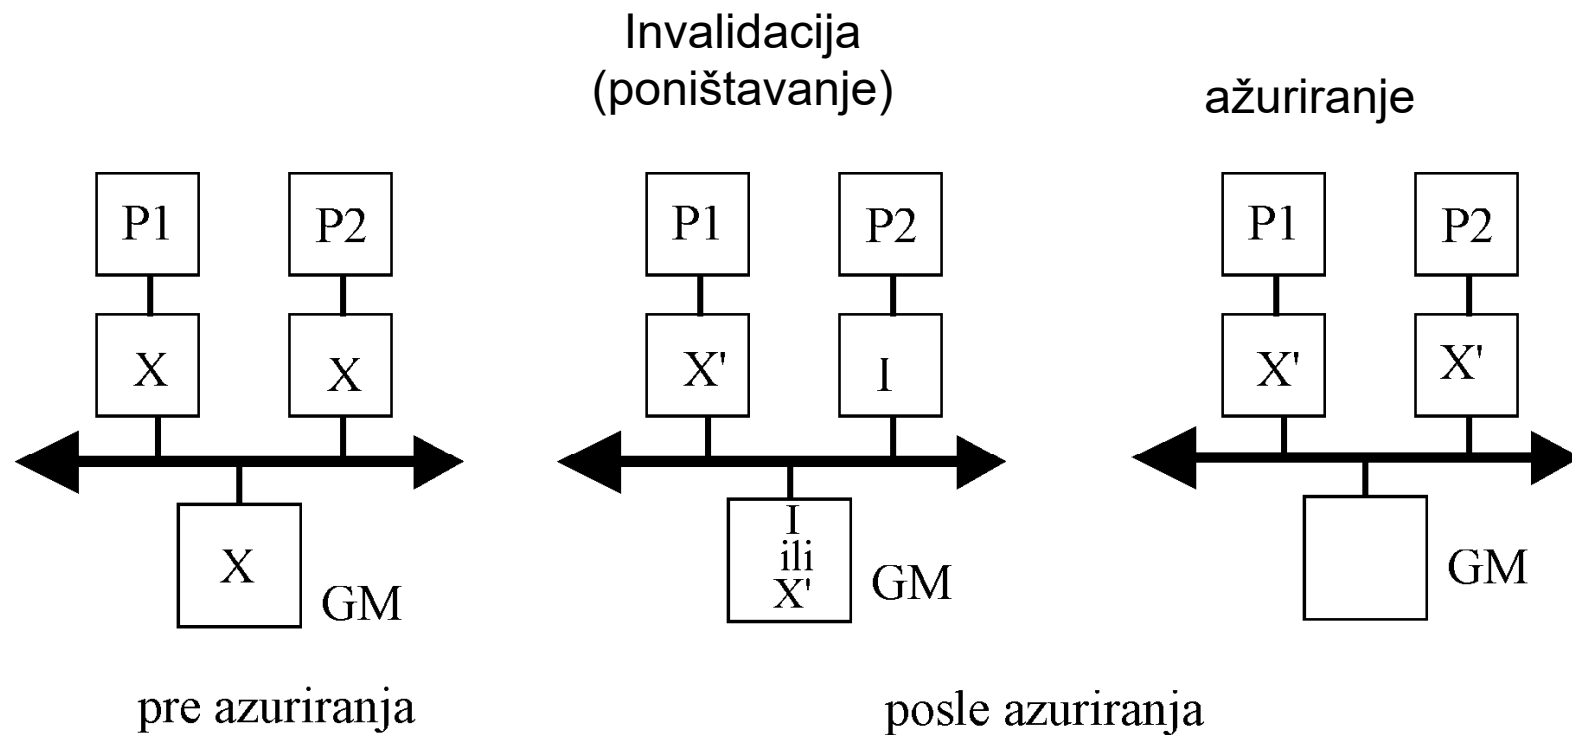 Invalidacija
(poništavanje)
ažuriranje
P1
P2
P1
P2
P1
P2
X
X
X'
I
X'
X'
X
GM
I
ili
X'
GM
GM
pre azuriranja
posle azuriranja